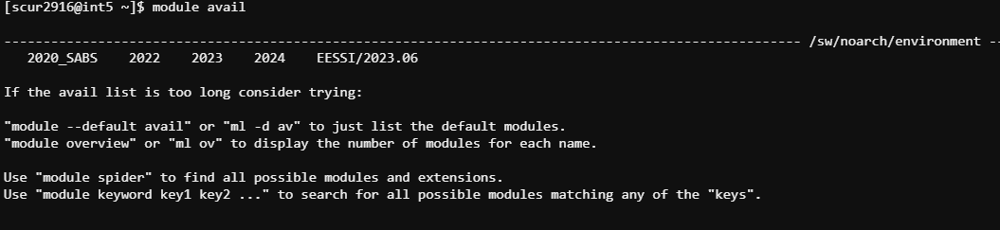 [scur2916@int5 ~]$ module avail
------------------------------------------------------------------------------------------------------ /sw/noarch/environment --
2020_SABS    2022    2023    2024    EESSI/2023.06
If the avail list is too long consider trying:
"module --default avail" or "ml -d av" to just list the default modules.
"module overview" or "ml ov" to display the number of modules for each name.
Use "module spider" to find all possible modules and extensions.
Use "module keyword key1 key2 ..." to search for all possible modules matching any of the "keys".